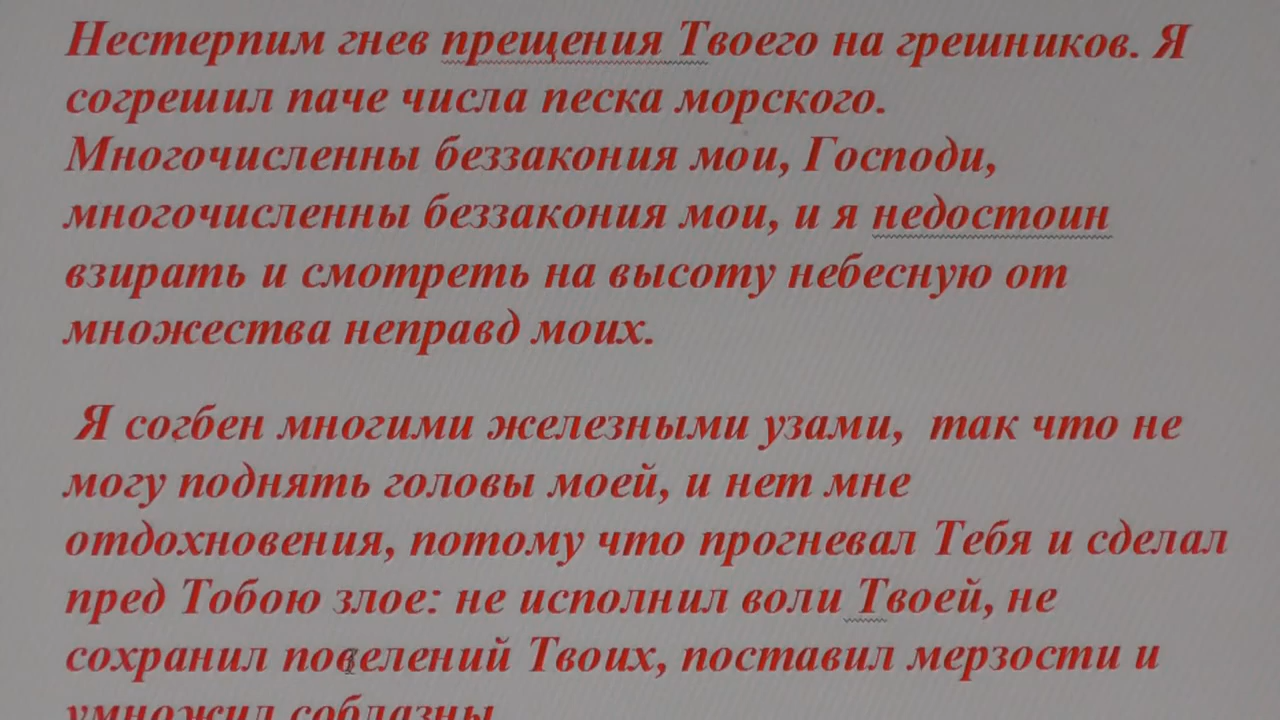 Нестерпим гнев прещения Твоего на грешников. Я
согрешил паче числа песка морского.
Многочисленны беззакония мои, Господи,
многочисленны беззакония мои, и я недостоин
взирать и смотреть на высоту небесную от
множества неправд моих.
Я согбен многими железными узами, так что не
могу поднять головы моей, и нет мне
отдохновения, потому что прогневал Тебя и сделал
пред Тобою злое: не исполнил воли Твоей, не
сохранил повелений Твоих, поставил мерзости и
умножил соблазны